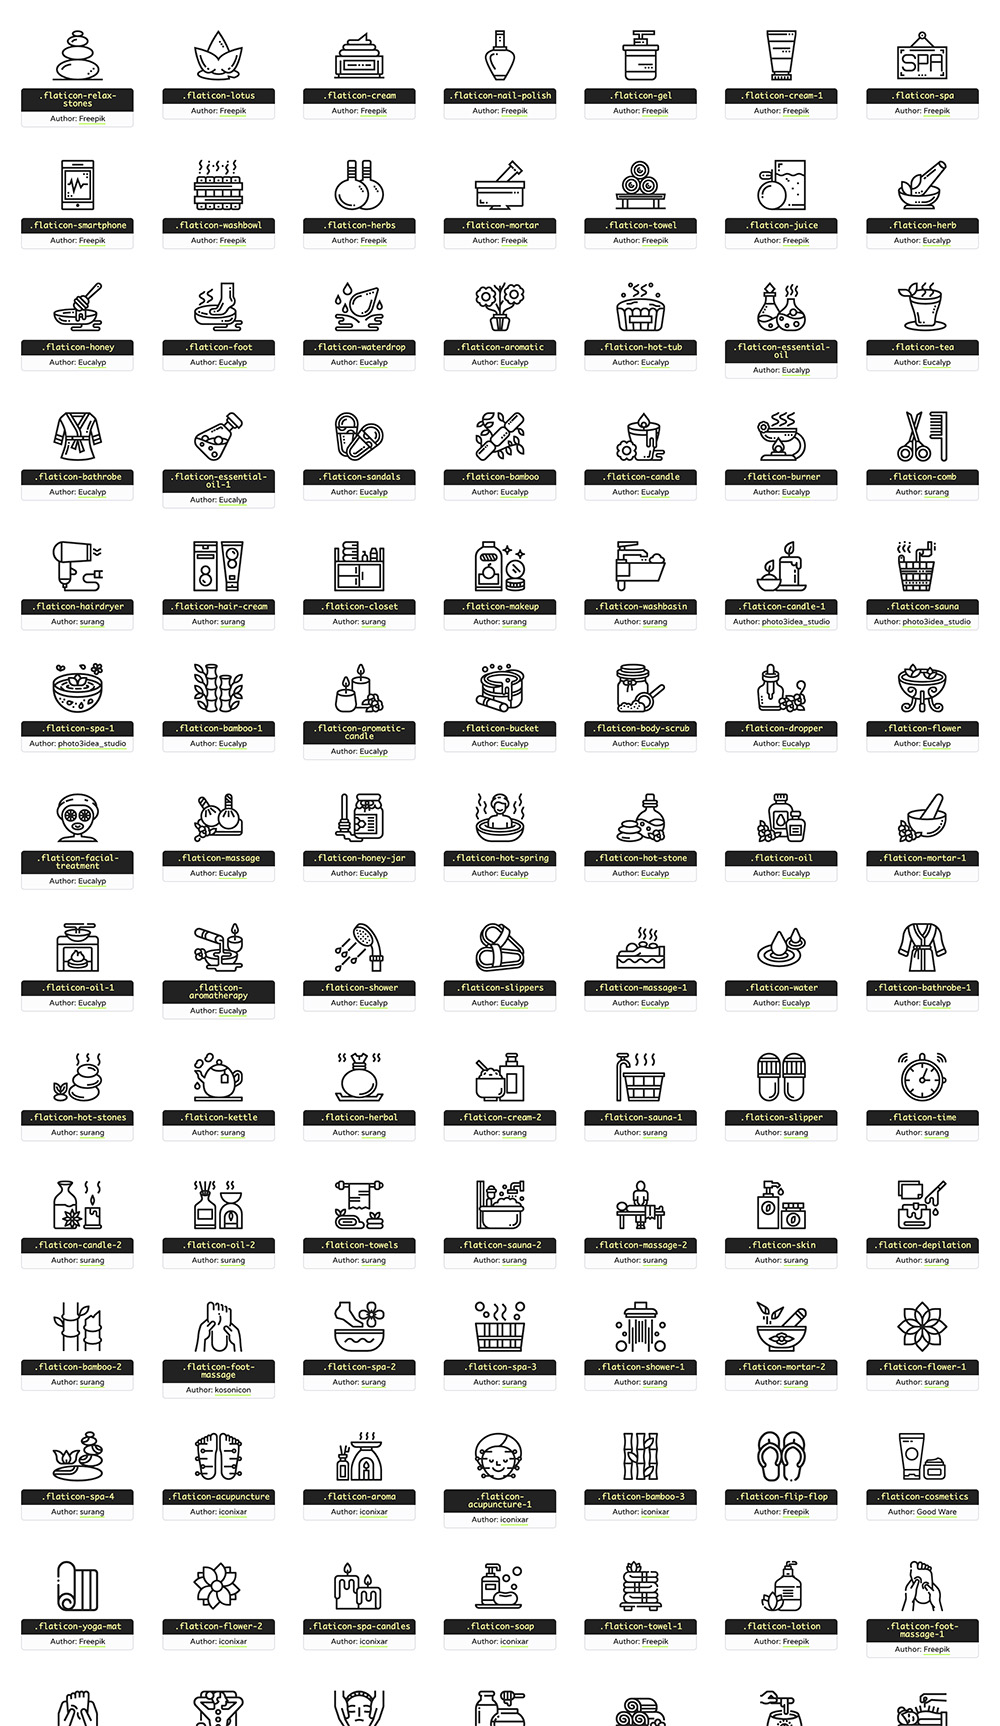 SPA
.flaticon-relax-
stones
Author: Freepik
.flaticon-lotus
Author: Freepik
.flaticon-cream
Author: Freepik
.flaticon-nail-polish
Author: Freepik
.flaticon-gel
Author: Freepik
.flaticon-cream-1
Author: Freepik
.flaticon-spa
Author: Freepik
.flaticon-smartphone
Author: Freepik
.flaticon-washbowl
Author: Freepik
.flaticon-herbs
Author: Freepik
.flaticon-mortar
Author: Freepik
.flaticon-towel
Author: Freepik
.flaticon-juice
Author: Freepik
.flaticon-herb
Author: Eucalyp
.flaticon-honey
Author: Eucalyp
.flaticon-foot
Author: Eucalyp
.flaticon-waterdrop
Author: Eucalyp
.flaticon-aromatic
Author: Eucalyp
.flaticon-hot-tub
Author: Eucalyp
.flaticon-essential-
oil
Author: Eucalyp
.flaticon-tea
Author: Eucalyp
.flaticon-bathrobe
Author: Eucalyp
.flaticon-essential-
oil-1
Author: Eucalyp
.flaticon-sandals
Author: Eucalyp
.flaticon-bamboo
Author: Eucalyp
.flaticon-candle
Author: Eucalyp
.flaticon-burner
Author: Eucalyp
.flaticon-comb
Author: surang
.flaticon-hairdryer
Author: surang
.flaticon-hair-cream
Author: surang
.flaticon-closet
Author: surang
.flaticon-makeup
Author: surang
.flaticon-washbasin
Author: surang
.flaticon-candle-1
Author: photo3idea_studio
.flaticon-sauna
Author: photo3idea_studio
.flaticon-spa-1
Author: photo3idea_studio
.flaticon-bamboo-1
Author: Eucalyp
.flaticon-aromatic-
candle
Author: Eucalyp
.flaticon-bucket
Author: Eucalyp
.flaticon-body-scrub
Author: Eucalyp
.flaticon-dropper
Author: Eucalyp
.flaticon-flower
Author: Eucalyp
.flaticon-facial-
treatment
Author: Eucalyp
.flaticon-massage
Author: Eucalyp
.flaticon-honey-jar
Author: Eucalyp
.flaticon-hot-spring
Author: Eucalyp
.flaticon-hot-stone
Author: Eucalyp
.flaticon-oil
Author: Eucalyp
.flaticon-mortar-1
Author: Eucalyp
.flaticon-oil-1
Author: Eucalyp
.flaticon-
aromatherapy
Author: Eucalyp
.flaticon-shower
Author: Eucalyp
.flaticon-slippers
Author: Eucalyp
.flaticon-massage-1
Author: Eucalyp
.flaticon-water
Author: Eucalyp
.flaticon-bathrobe-1
Author: Eucalyp
.flaticon-hot-stones
Author: surang
.flaticon-kettle
Author: surang
.flaticon-herbal
Author: surang
.flaticon-cream-2
Author: surang
.flaticon-sauna-1
Author: surang
.flaticon-slipper
Author: surang
.flaticon-time
Author: surang
.flaticon-candle-2
Author: surang
.flaticon-oil-2
Author: surang
.flaticon-towels
Author: surang
.flaticon-sauna-2
Author: surang
.flaticon-massage-2
Author: surang
.flaticon-skin
Author: surang
.flaticon-depilation
Author: surang
.flaticon-bamboo-2
Author: surang
.flaticon-foot-
massage
Author: kosonicon
.flaticon-spa-2
Author: surang
.flaticon-spa-3
Author: surang
.flaticon-shower-1
Author: surang
.flaticon-mortar-2
Author: surang
.flaticon-flower-1
Author: surang
.flaticon-spa-4
Author: surang
.flaticon-acupuncture
Author: iconixar
.flaticon-aroma
Author: iconixar
.flaticon-
acupuncture-1
Author: iconixar
.flaticon-bamboo-3
Author: iconixar
.flaticon-flip-flop
Author: Freepik
.flaticon-cosmetics
Author: Good Ware
.flaticon-yoga-mat
Author: Freepik
.flaticon-flower-2
Author: iconixar
.flaticon-spa-candles
Author: iconixar
.flaticon-soap
Author: iconixar
.flaticon-towel-1
Author: Freepik
.flaticon-lotion
Author: Freepik
.flaticon-foot-
massage-1
Author: Freepik